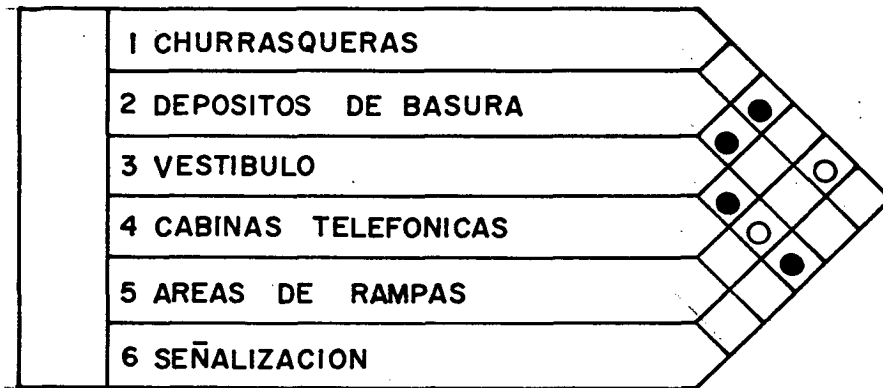 1 CHURRASQUERAS
2 DEPOSITOS DE BASURA
3 VESTIBULO
4 CABINAS TELEFONICAS
5 AREAS DE RAMPAS
6 SEÑALIZACION